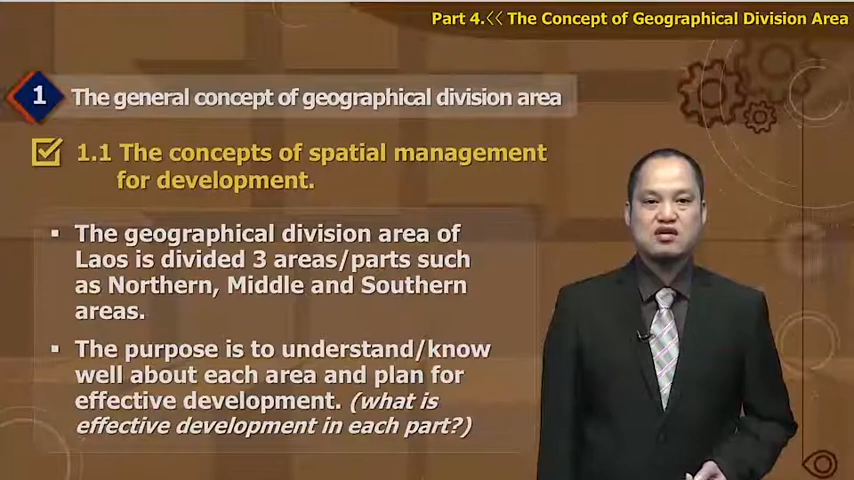 Part 4.<< The Concept of Geographical Division Area
1 The general concept of geographical division area
1.1 The concepts of spatial management
for development.
▪ The geographical division area of
Laos is divided 3 areas/parts such
as Northern, Middle and Southern
areas.
▪ The purpose is to understand/know
well about each area and plan for
effective development. (what is
effective development in each part?)